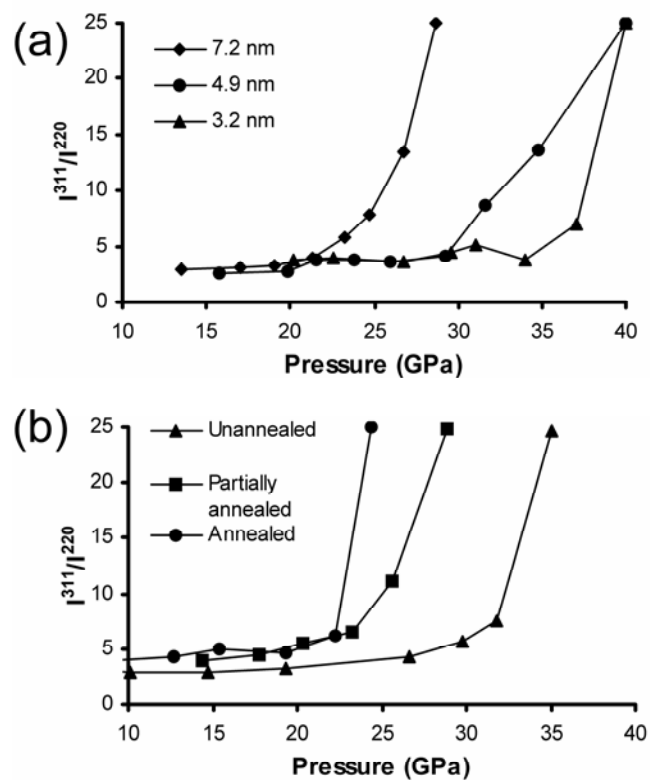 (a)
25
20
15
10
5
0
I³¹¹/I²²⁰
7.2 nm
4.9 nm
3.2 nm
10 15 20 25 30 35 40
Pressure (GPa)
(b)
25
20
15
10
5
0
I³¹¹/I²²⁰
Unannealed
Partially
annealed
Annealed
10 15 20 25 30 35 40
Pressure (GPa)